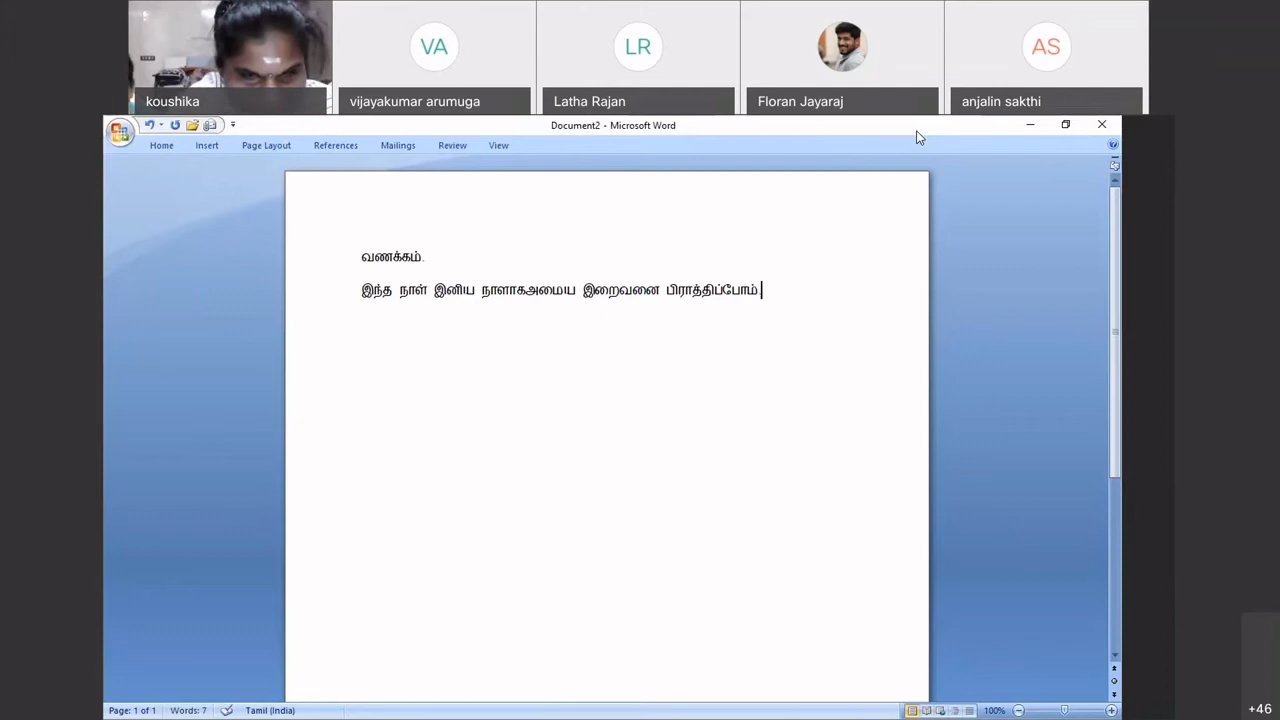 VA
LR
AS
koushika
vijayakumar arumuga
Latha Rajan
Floran Jayaraj
anjalin sakthi
Document2 - Microsoft Word
Home Insert Page Layout References Mailings Review View
வணக்கம்.
இந்த நாள் இனிய நாளாகஅமைய இறைவனை பிராத்திப்போம்.
Page: 1 of 1 Words: 7 Tamil (India) 100%
+46